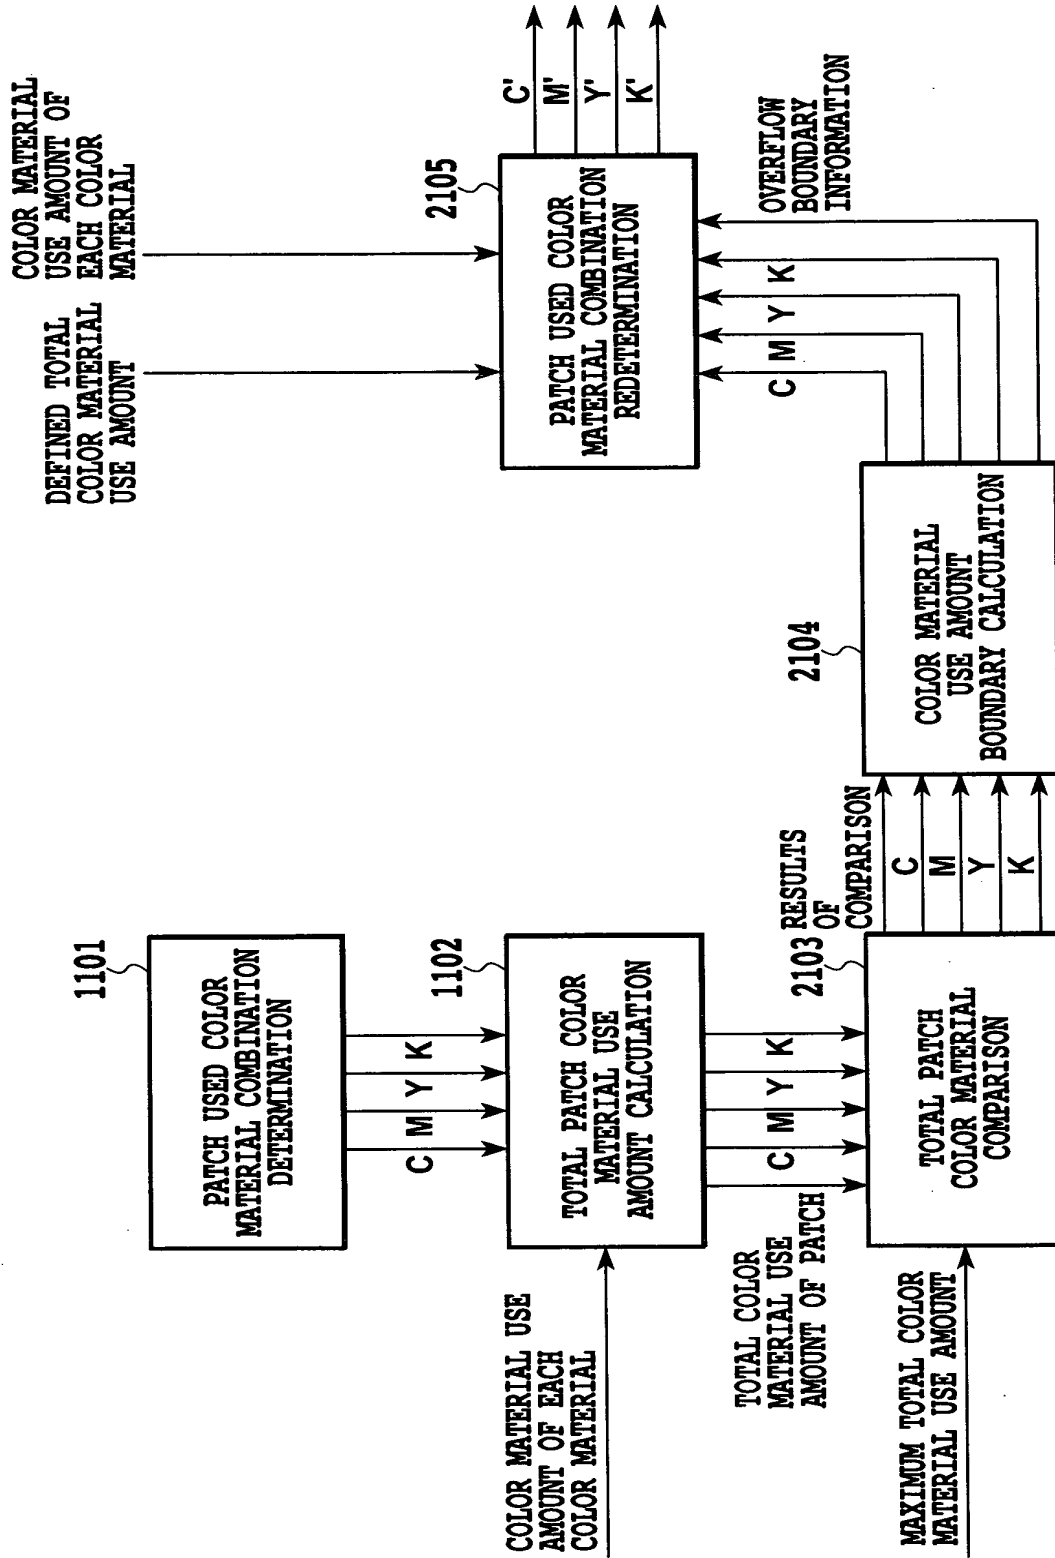 1101
PATCH USED COLOR
MATERIAL COMBINATION
DETERMINATION
C
M
Y
K
COLOR MATERIAL USE
AMOUNT OF EACH
COLOR MATERIAL
1102
TOTAL PATCH COLOR
MATERIAL USE
AMOUNT CALCULATION
TOTAL COLOR
MATERIAL USE
AMOUNT OF PATCH
C
M
Y
K
MAXIMUM TOTAL COLOR
MATERIAL USE AMOUNT
2103
TOTAL PATCH
COLOR MATERIAL
COMPARISON
RESULTS
OF
COMPARISON
C
M
Y
K
2104
COLOR MATERIAL
USE AMOUNT
BOUNDARY CALCULATION
C
M
Y
K
OVERFLOW
BOUNDARY
INFORMATION
DEFINED TOTAL
COLOR MATERIAL
USE AMOUNT
COLOR MATERIAL
USE AMOUNT OF
EACH COLOR
MATERIAL
2105
PATCH USED COLOR
MATERIAL COMBINATION
REDETERMINATION
C'
M'
Y'
K'